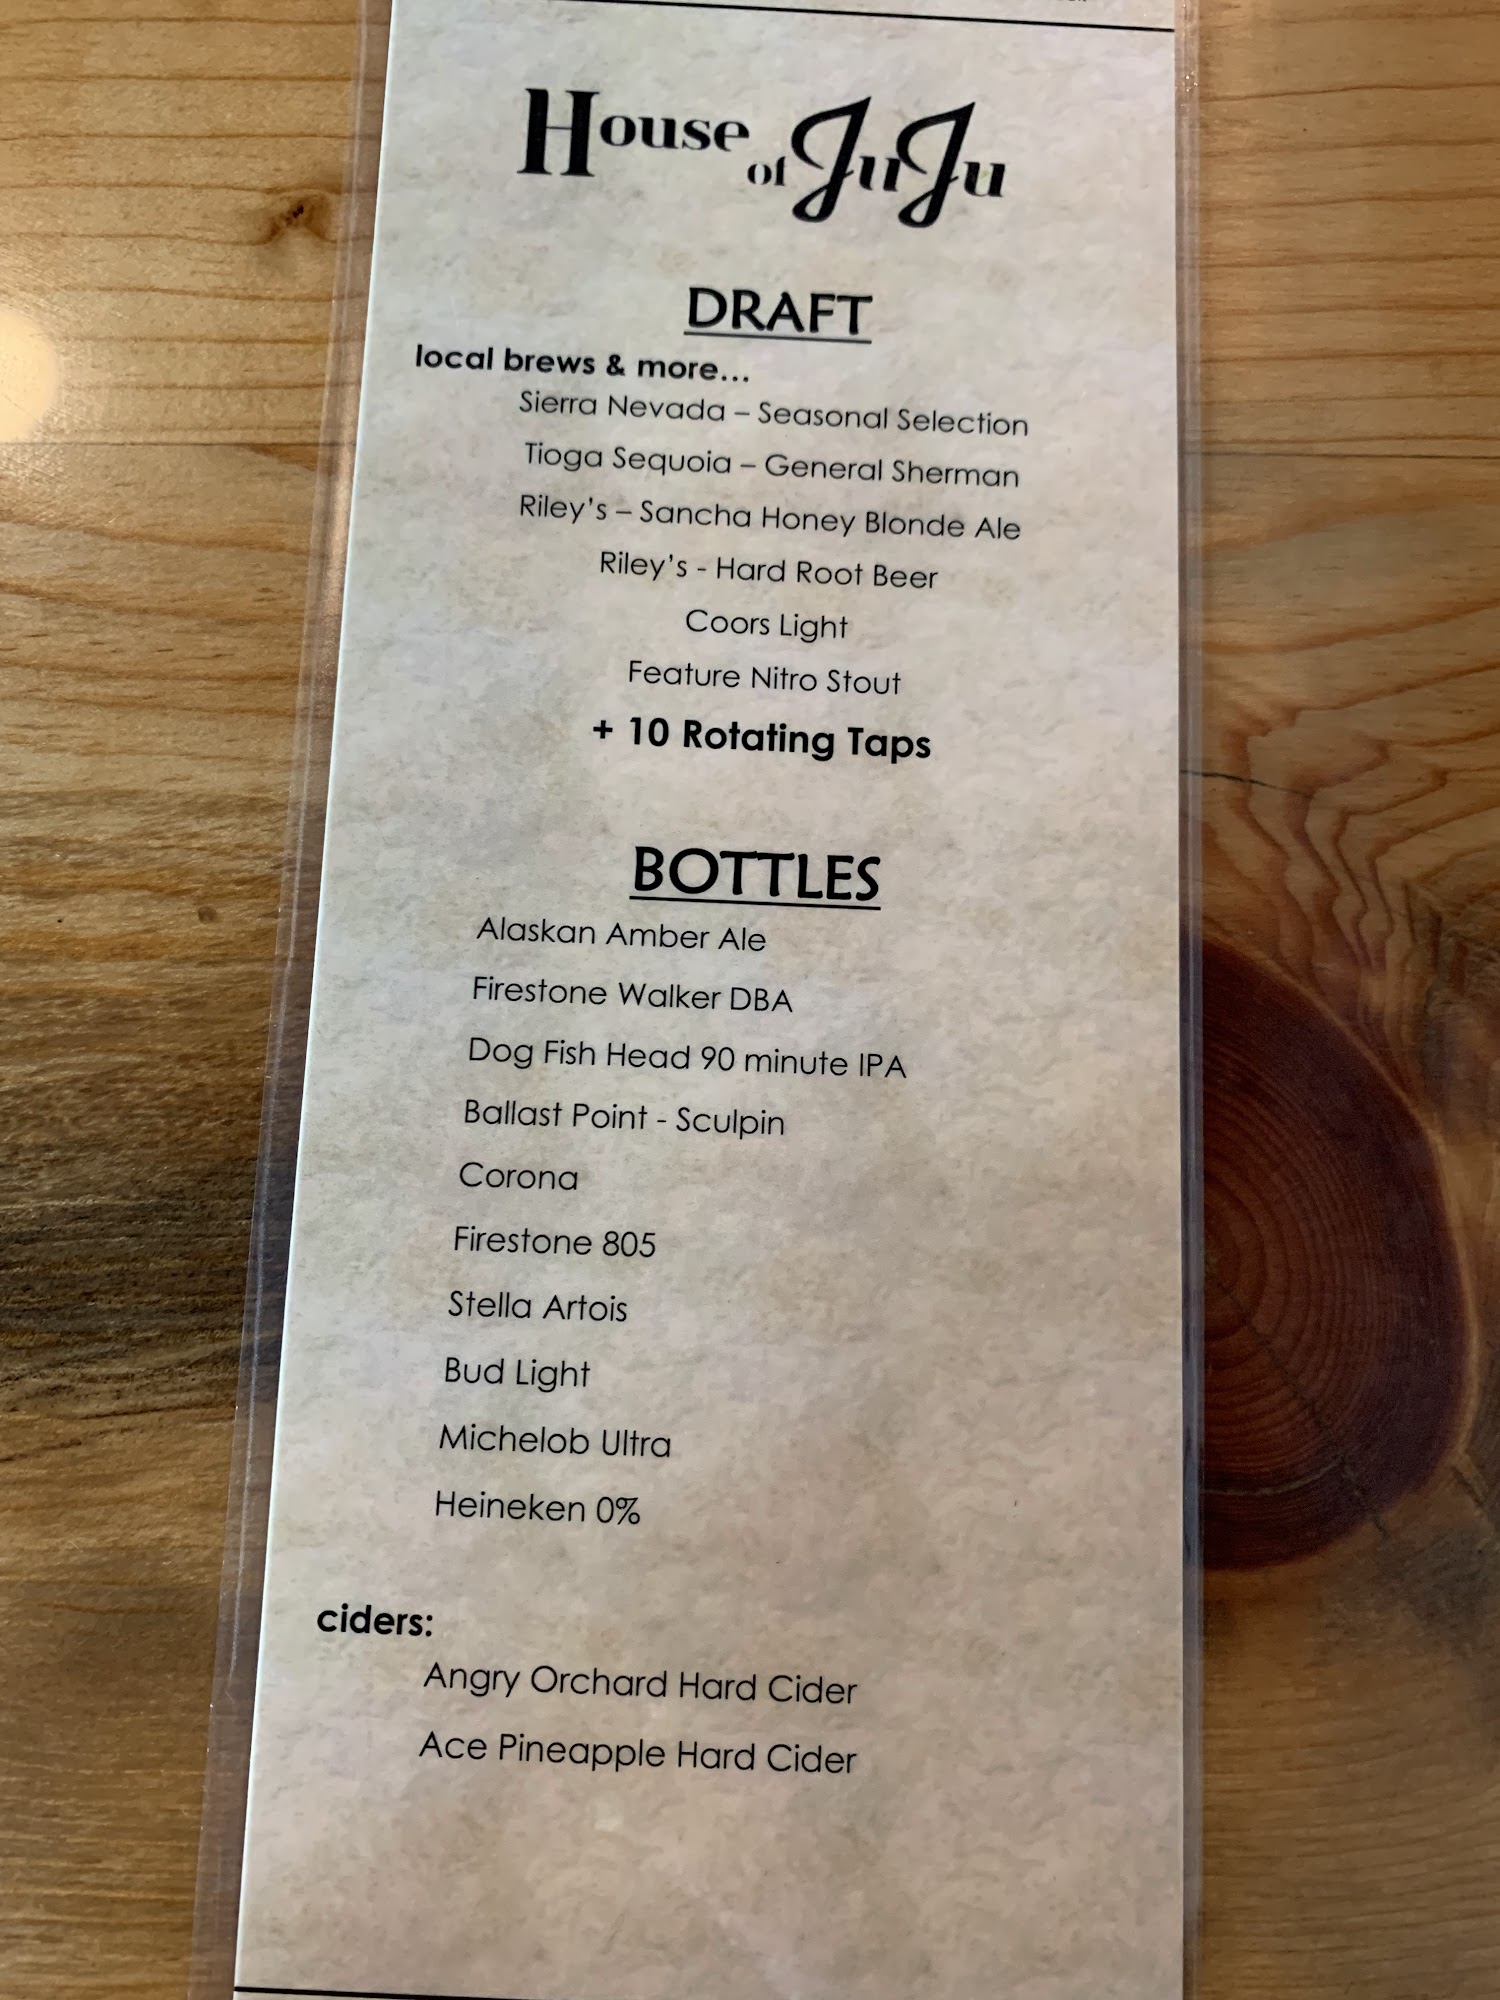 House of JuJu
DRAFT
local brews & more...
Sierra Nevada – Seasonal Selection
Tioga Sequoia – General Sherman
Riley's – Sancha Honey Blonde Ale
Riley's - Hard Root Beer
Coors Light
Feature Nitro Stout
+ 10 Rotating Taps
BOTTLES
Alaskan Amber Ale
Firestone Walker DBA
Dog Fish Head 90 minute IPA
Ballast Point - Sculpin
Corona
Firestone 805
Stella Artois
Bud Light
Michelob Ultra
Heineken 0%
ciders:
Angry Orchard Hard Cider
Ace Pineapple Hard Cider